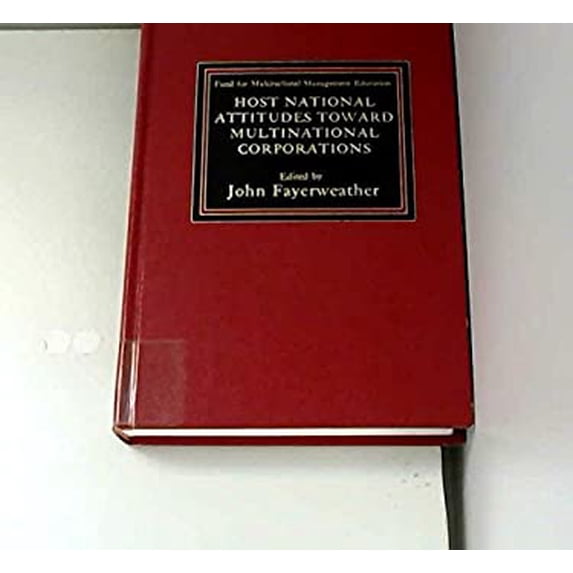 Fund for Multinational Management Education
HOST NATIONAL
ATTITUDES TOWARD
MULTINATIONAL
CORPORATIONS
Edited by
John Fayerweather